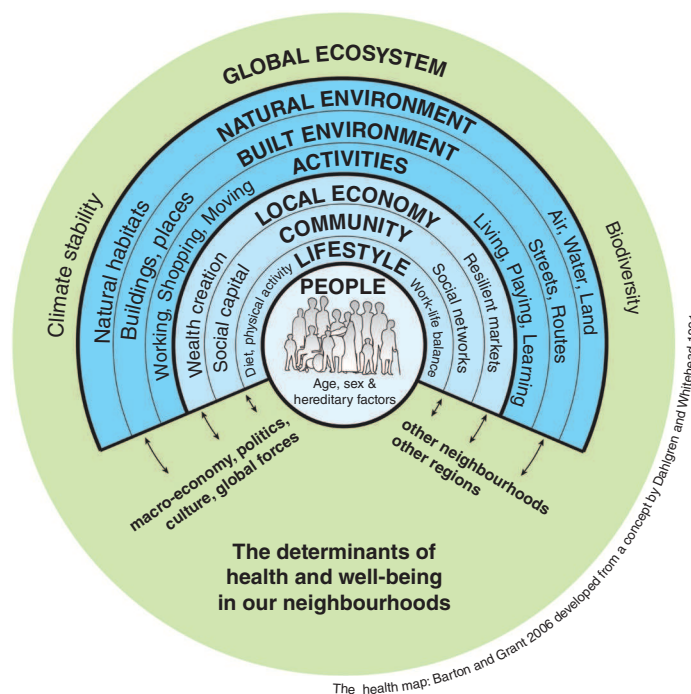 GLOBAL ECOSYSTEM
NATURAL ENVIRONMENT
BUILT ENVIRONMENT
ACTIVITIES
LOCAL ECONOMY
COMMUNITY
LIFESTYLE
PEOPLE
Age, sex &
hereditary factors
Climate stability
Natural habitats
Buildings, places
Working, Shopping, Moving
Wealth creation
Social capital
Diet, physical activity
Work-life balance
Social networks
Resilient markets
Living, Playing, Learning
Streets, Routes
Air, Water, Land
Biodiversity
macro-economy, politics,
culture, global forces
other neighbourhoods
other regions
The determinants of
health and well-being
in our neighbourhoods
The health map: Barton and Grant 2006 developed from a concept by Dahlgren and Whitehead